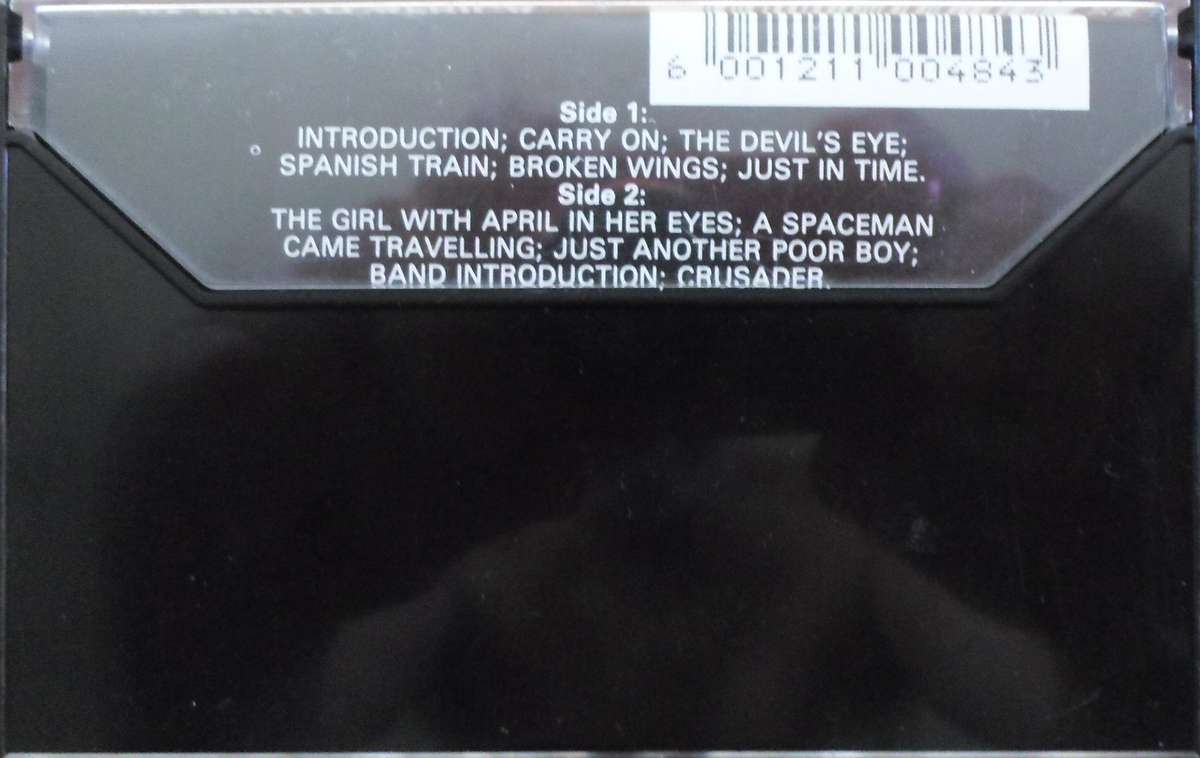 6 001211 004843
Side 1:
INTRODUCTION; CARRY ON; THE DEVIL'S EYE;
SPANISH TRAIN; BROKEN WINGS; JUST IN TIME.
Side 2:
THE GIRL WITH APRIL IN HER EYES; A SPACEMAN
CAME TRAVELLING; JUST ANOTHER POOR BOY;
BAND INTRODUCTION; CRUSADER.